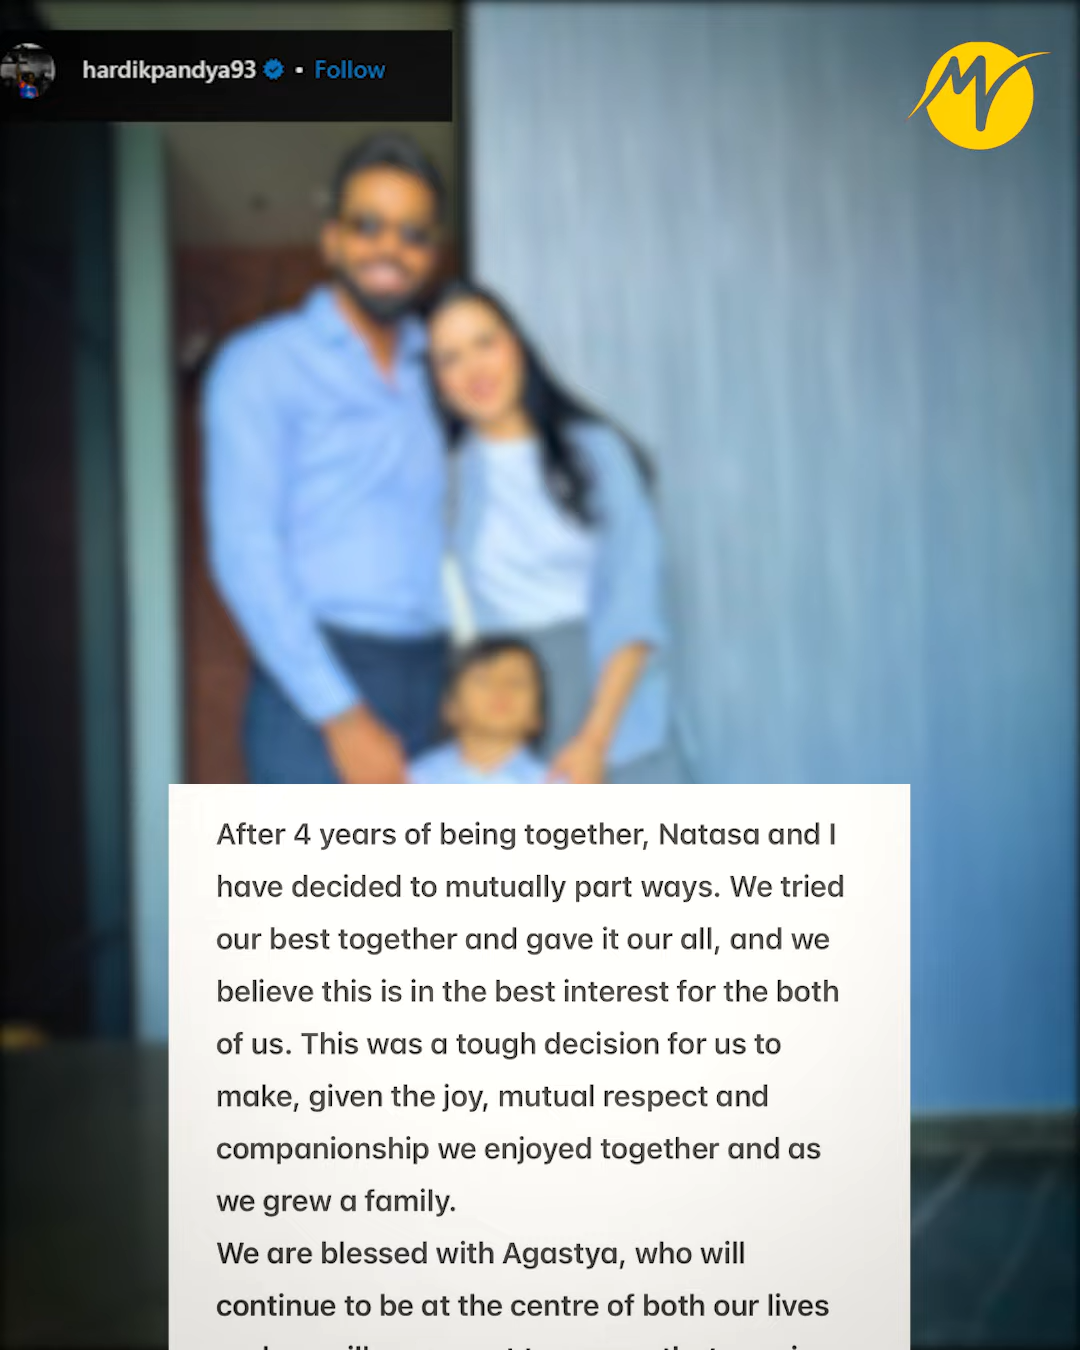 hardikpandya93 • Follow
After 4 years of being together, Natasa and I
have decided to mutually part ways. We tried
our best together and gave it our all, and we
believe this is in the best interest for the both
of us. This was a tough decision for us to
make, given the joy, mutual respect and
companionship we enjoyed together and as
we grew a family.
We are blessed with Agastya, who will
continue to be at the centre of both our lives